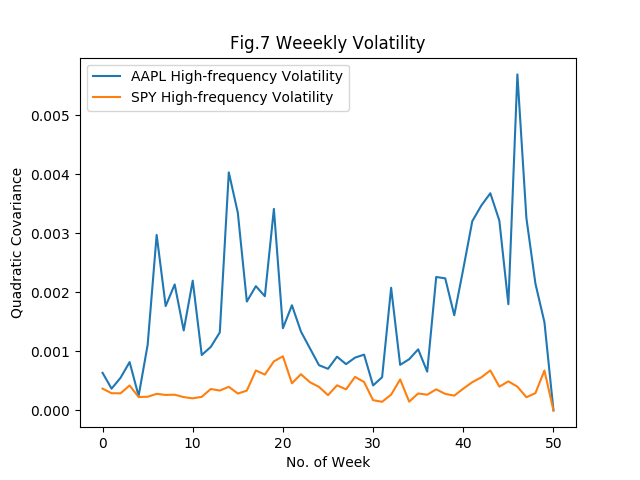 Fig.7 Weeekly Volatility
AAPL High-frequency Volatility
SPY High-frequency Volatility
Quadratic Covariance
0.005
0.004
0.003
0.002
0.001
0.000
0 10 20 30 40 50
No. of Week